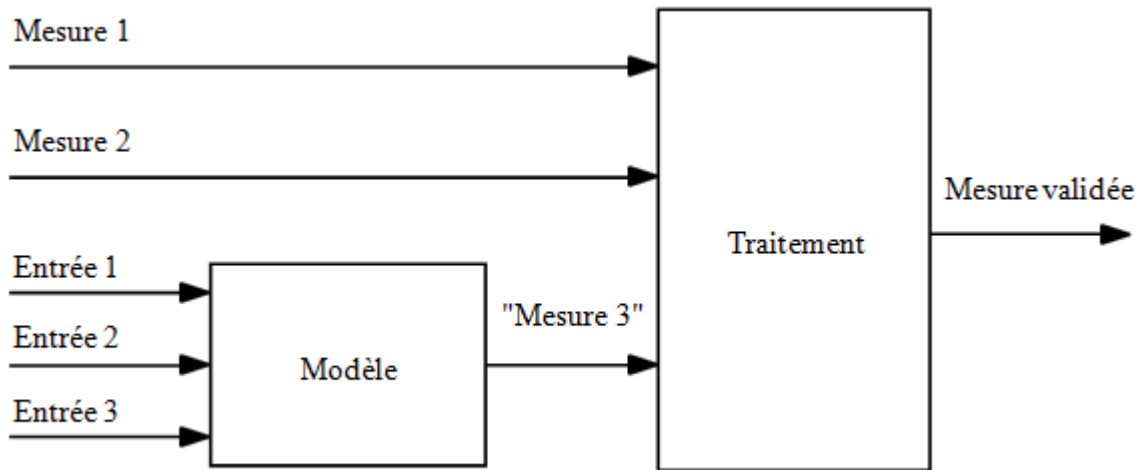 Mesure 1
Mesure 2
Mesure validée
Traitement
Entrée 1
"Mesure 3"
Entrée 2
Modèle
Entrée 3